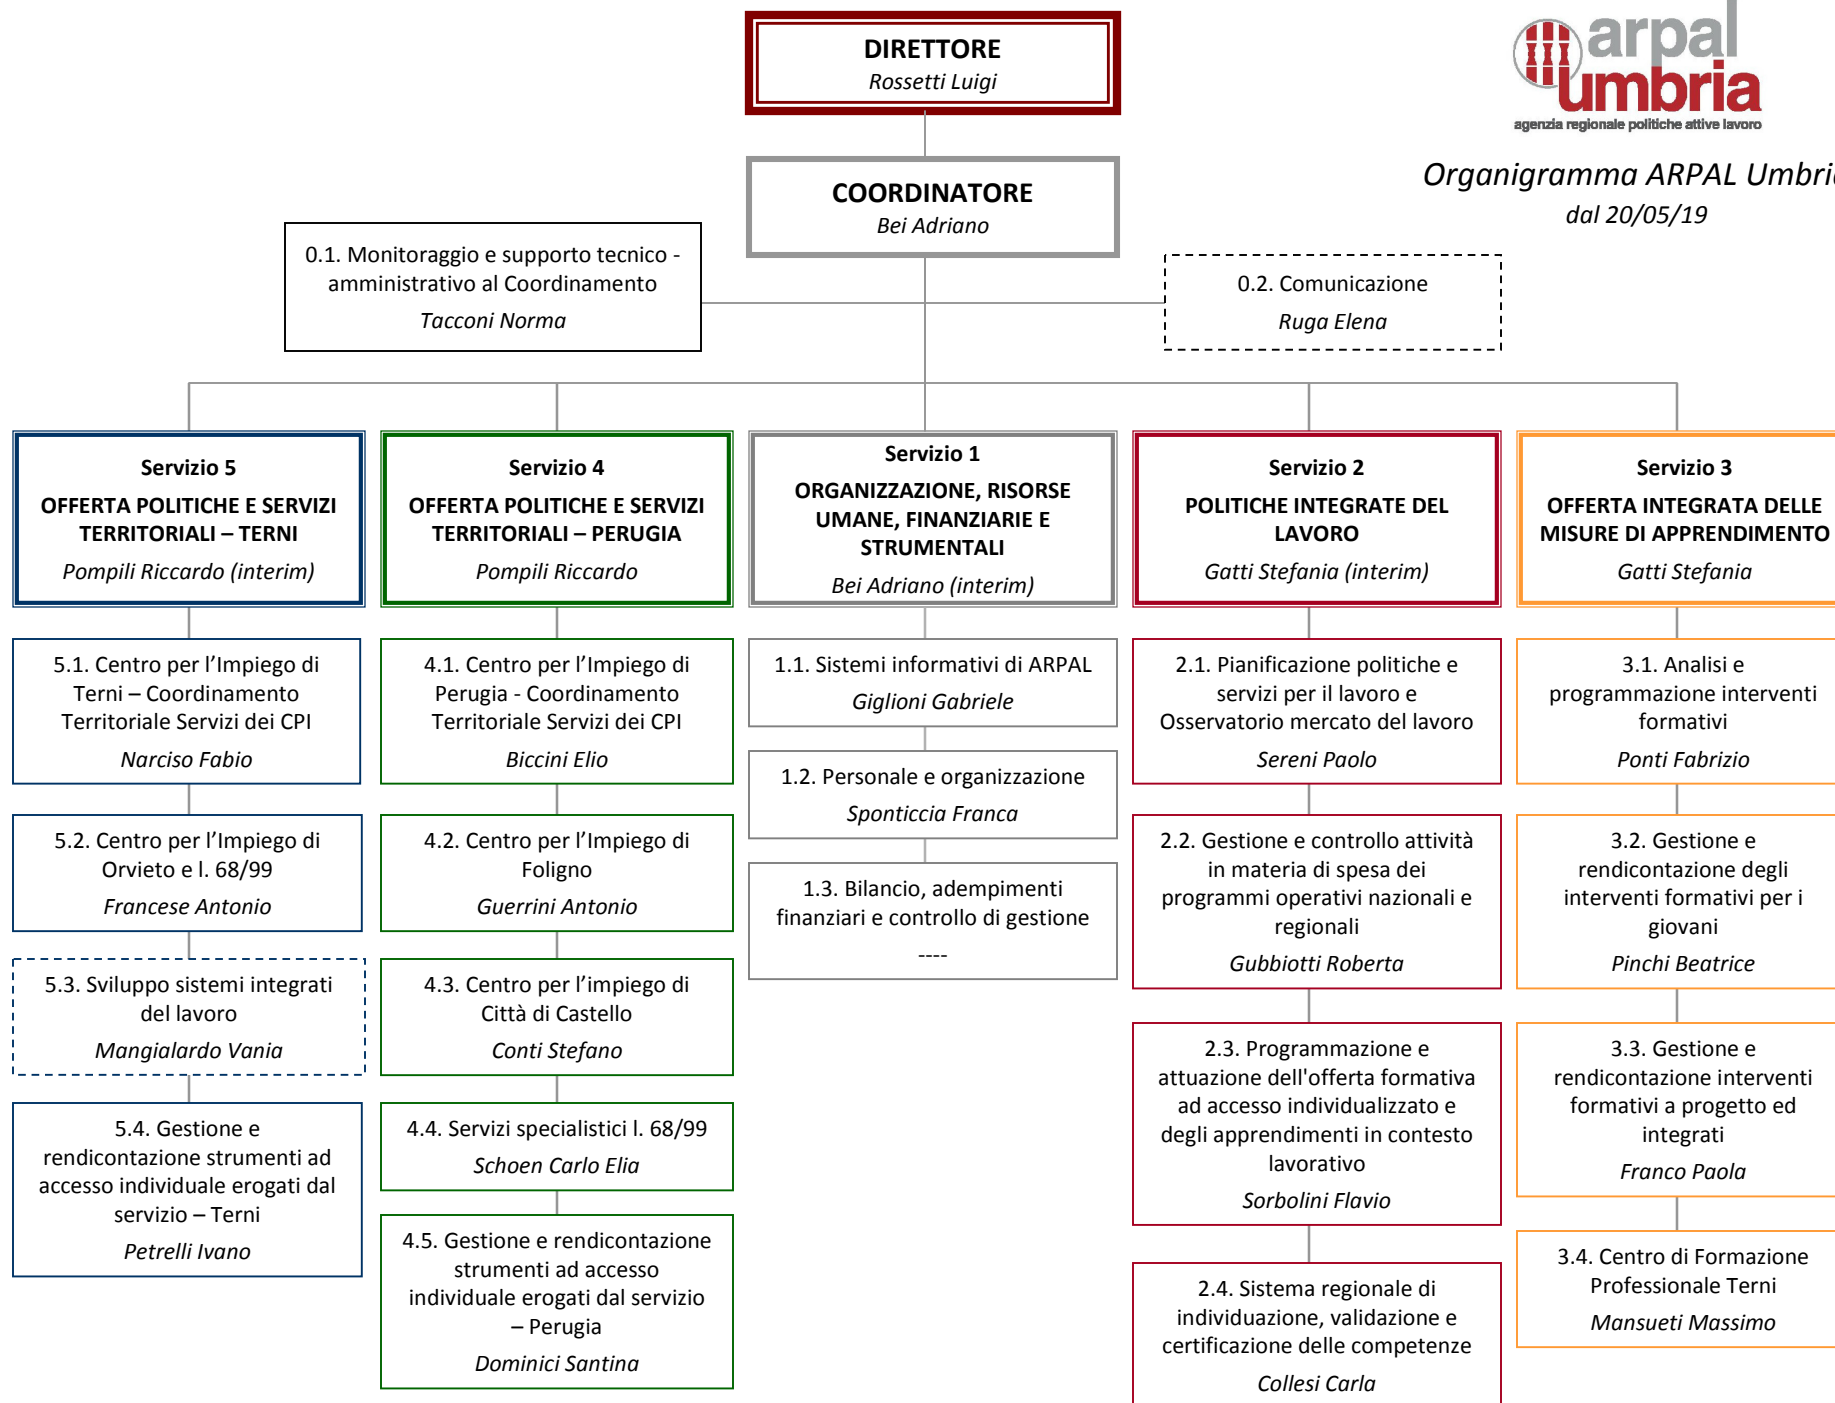 DIRETTORE
Rossetti Luigi
arpal
umbria
agenzia regionale politiche attive lavoro
Organigramma ARPAL Umbria
dal 20/05/19
COORDINATORE
Bei Adriano
0.1. Monitoraggio e supporto tecnico -
amministrativo al Coordinamento
Tacconi Norma
0.2. Comunicazione
Ruga Elena
Servizio 5
OFFERTA POLITICHE E SERVIZI
TERRITORIALI – TERNI
Pompili Riccardo (interim)
5.1. Centro per l’Impiego di
Terni – Coordinamento
Territoriale Servizi dei CPI
Narciso Fabio
5.2. Centro per l’Impiego di
Orvieto e l. 68/99
Francese Antonio
5.3. Sviluppo sistemi integrati
del lavoro
Mangialardo Vania
5.4. Gestione e
rendicontazione strumenti ad
accesso individuale erogati dal
servizio – Terni
Petrelli Ivano
Servizio 4
OFFERTA POLITICHE E SERVIZI
TERRITORIALI – PERUGIA
Pompili Riccardo
4.1. Centro per l’Impiego di
Perugia - Coordinamento
Territoriale Servizi dei CPI
Biccini Elio
4.2. Centro per l’Impiego di
Foligno
Guerrini Antonio
4.3. Centro per l’impiego di
Città di Castello
Conti Stefano
4.4. Servizi specialistici l. 68/99
Schoen Carlo Elia
4.5. Gestione e rendicontazione
strumenti ad accesso
individuale erogati dal servizio
– Perugia
Dominici Santina
Servizio 1
ORGANIZZAZIONE, RISORSE
UMANE, FINANZIARIE E
STRUMENTALI
Bei Adriano (interim)
1.1. Sistemi informativi di ARPAL
Giglioni Gabriele
1.2. Personale e organizzazione
Sponticcia Franca
1.3. Bilancio, adempimenti
finanziari e controllo di gestione
----
Servizio 2
POLITICHE INTEGRATE DEL
LAVORO
Gatti Stefania (interim)
2.1. Pianificazione politiche e
servizi per il lavoro e
Osservatorio mercato del lavoro
Sereni Paolo
2.2. Gestione e controllo attività
in materia di spesa dei
programmi operativi nazionali e
regionali
Gubbiotti Roberta
2.3. Programmazione e
attuazione dell'offerta formativa
ad accesso individualizzato e
degli apprendimenti in contesto
lavorativo
Sorbolini Flavio
2.4. Sistema regionale di
individuazione, validazione e
certificazione delle competenze
Collesi Carla
Servizio 3
OFFERTA INTEGRATA DELLE
MISURE DI APPRENDIMENTO
Gatti Stefania
3.1. Analisi e
programmazione interventi
formativi
Ponti Fabrizio
3.2. Gestione e
rendicontazione degli
interventi formativi per i
giovani
Pinchi Beatrice
3.3. Gestione e
rendicontazione interventi
formativi a progetto ed
integrati
Franco Paola
3.4. Centro di Formazione
Professionale Terni
Mansueti Massimo